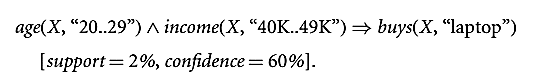 age(X, “20..29”) ∧ income(X, “40K..49K”) ⇒ buys(X, “laptop”)
[support = 2%, confidence = 60%].